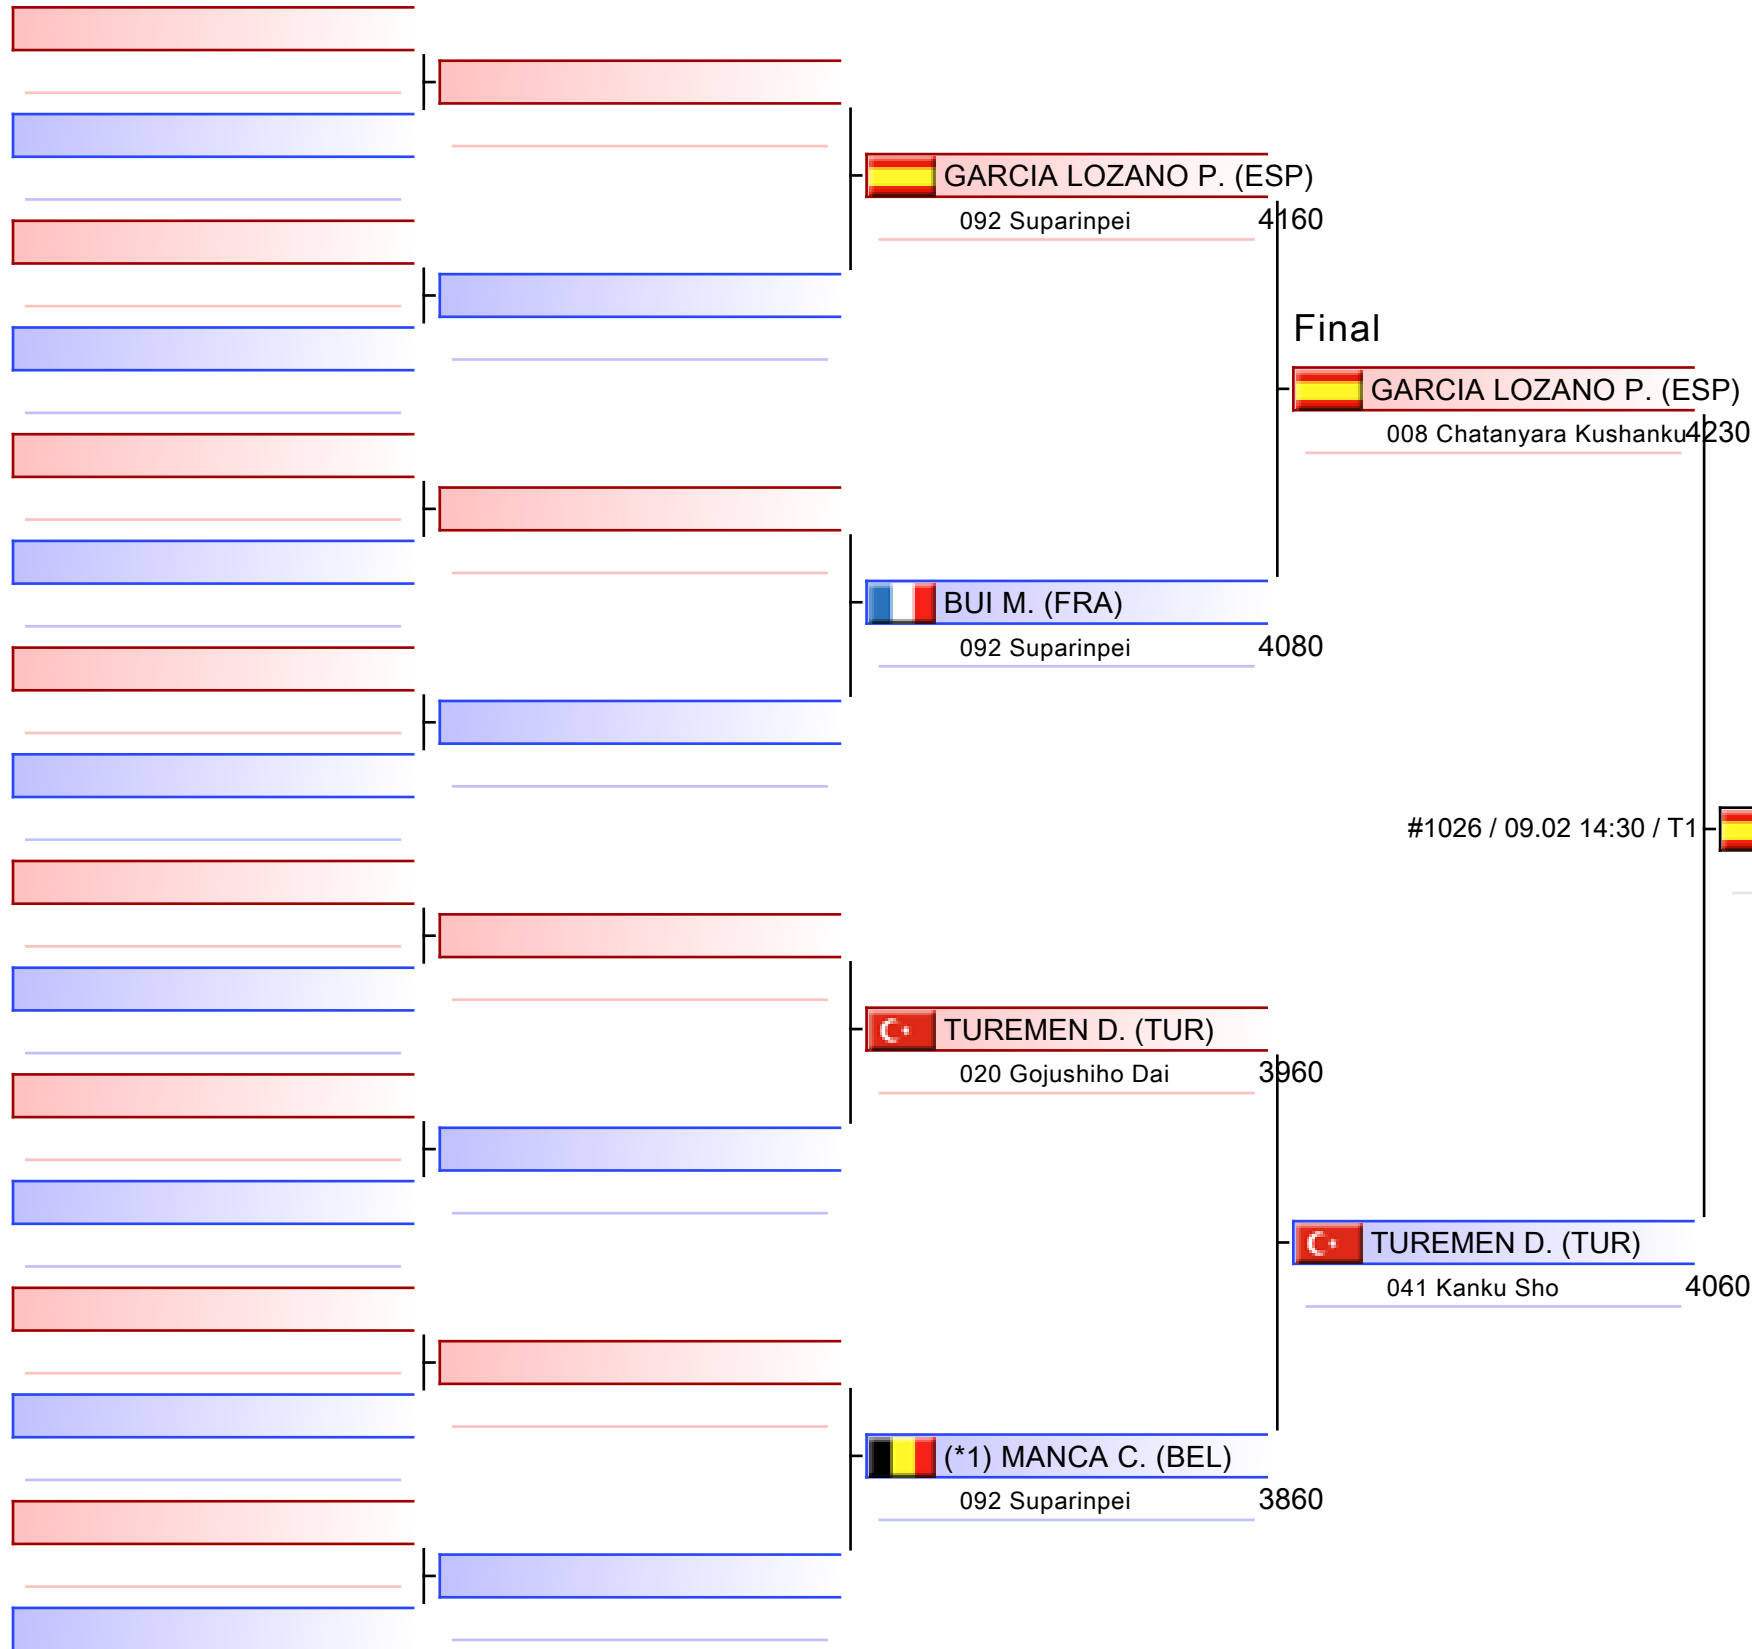 GARCIA LOZANO P. (ESP)
092 Suparinpei 4160
Final
GARCIA LOZANO P. (ESP)
008 Chatanyara Kushanku 4230
BUI M. (FRA)
092 Suparinpei 4080
#1026 / 09.02 14:30 / T1
TUREMEN D. (TUR)
020 Gojushiho Dai 3960
TUREMEN D. (TUR)
041 Kanku Sho 4060
(*1) MANCA C. (BEL)
092 Suparinpei 3860